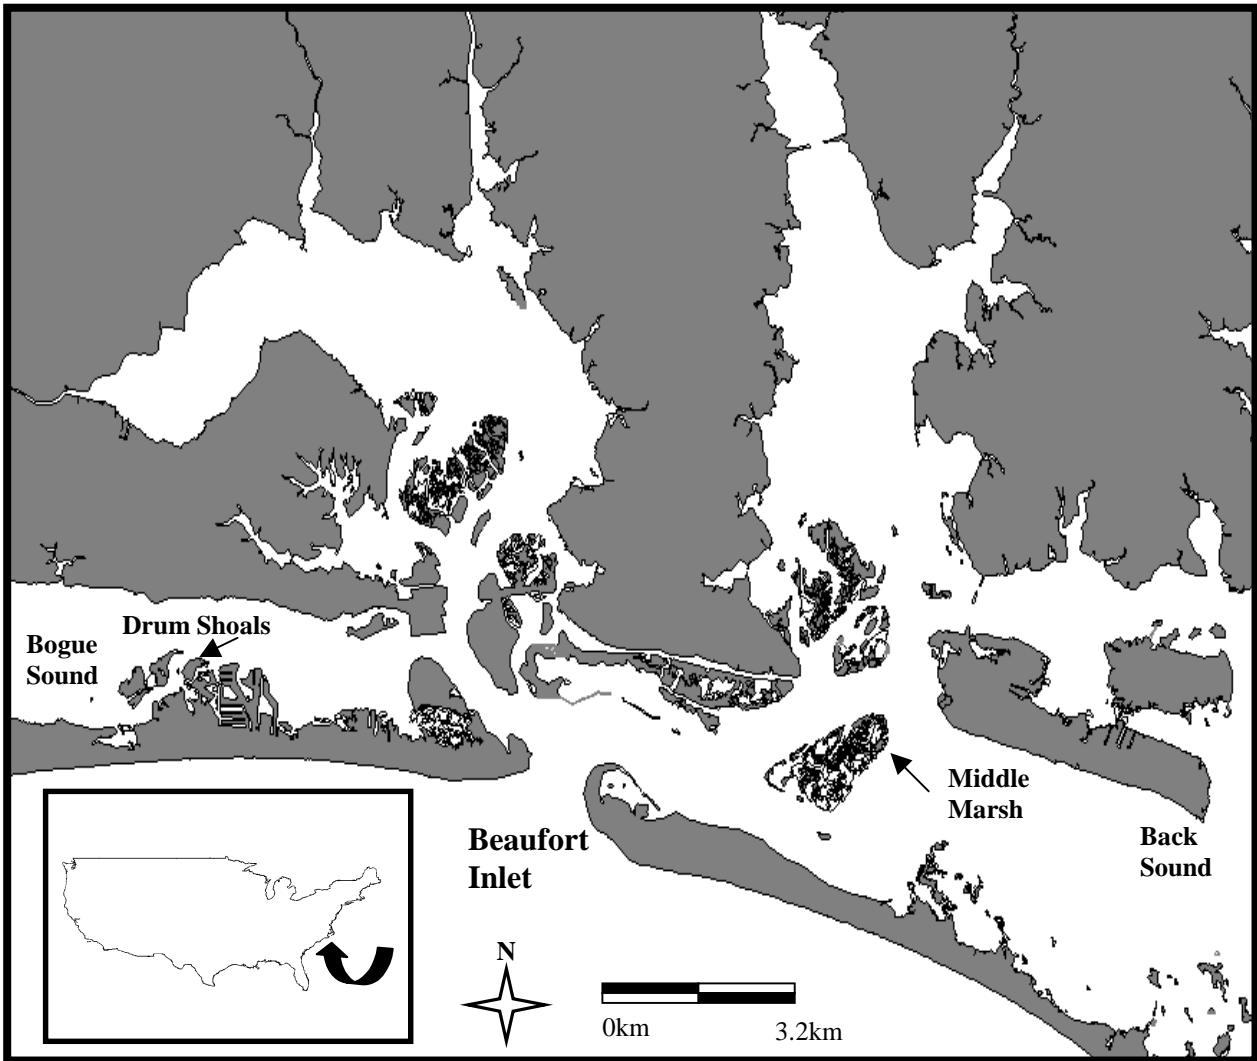 Drum Shoals
Bogue
Sound
Middle
Marsh
Beaufort
Inlet
Back
Sound
N
0km
3.2km